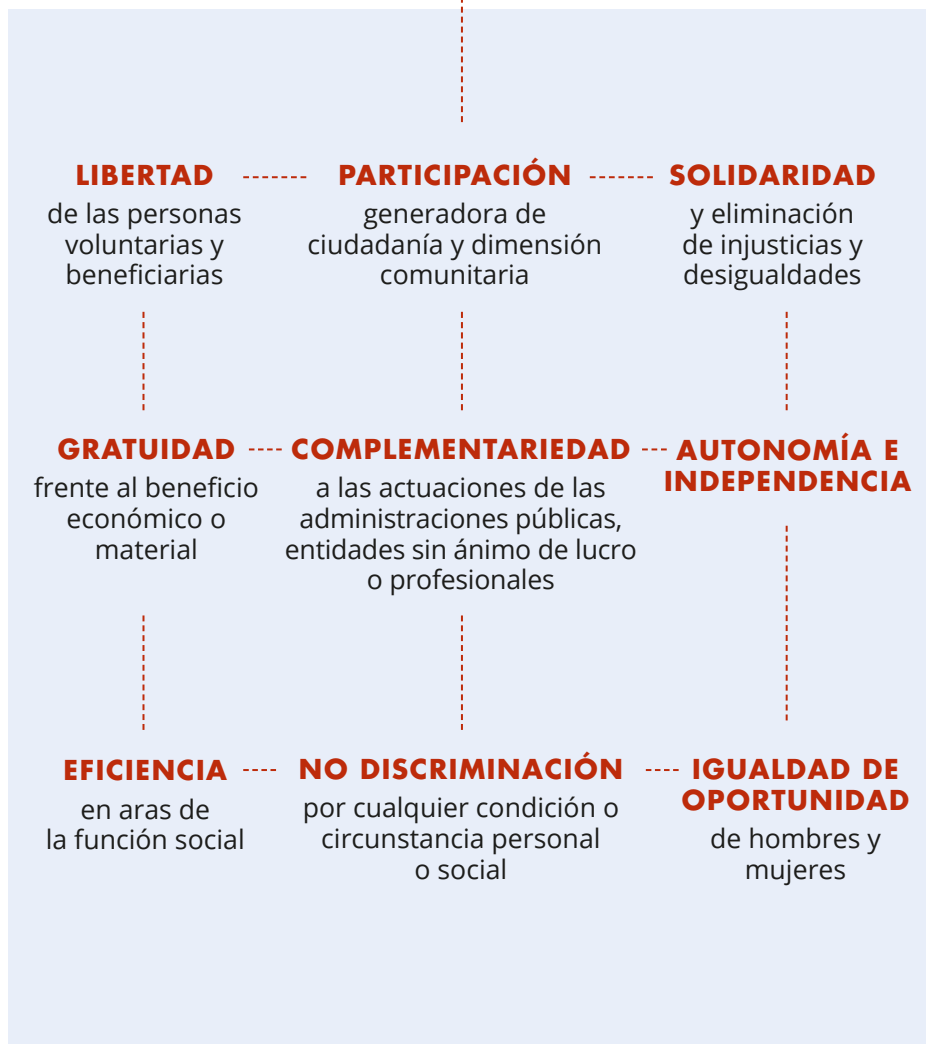 LIBERTAD
de las personas
voluntarias y
beneficiarias
PARTICIPACIÓN
generadora de
ciudadanía y dimensión
comunitaria
SOLIDARIDAD
y eliminación
de injusticias y
desigualdades
GRATUIDAD
frente al beneficio
económico o
material
COMPLEMENTARIEDAD
a las actuaciones de las
administraciones públicas,
entidades sin ánimo de lucro
o profesionales
AUTONOMÍA E
INDEPENDENCIA
EFICIENCIA
en aras de
la función social
NO DISCRIMINACIÓN
por cualquier condición o
circunstancia personal
o social
IGUALDAD DE
OPORTUNIDAD
de hombres y
mujeres